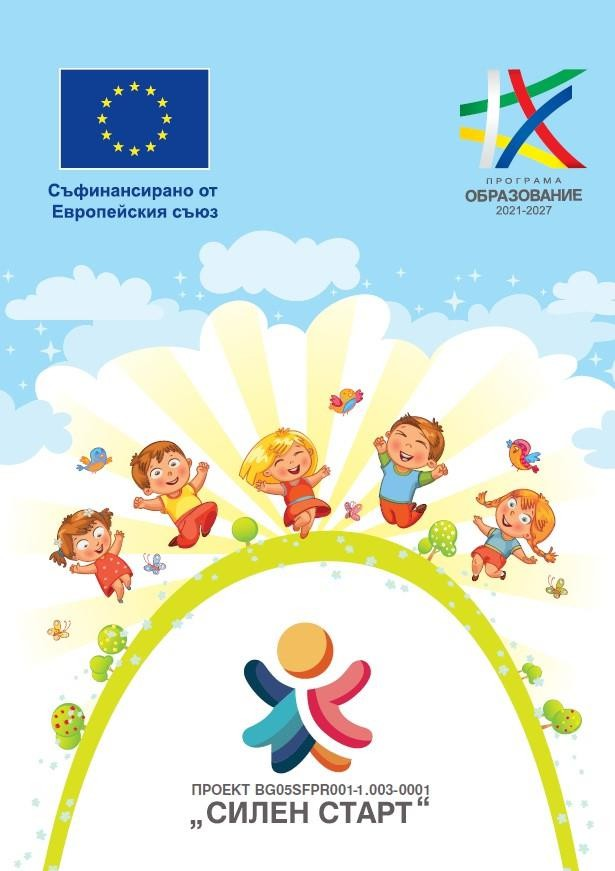 Съфинансирано от
Европейския съюз
ПРОГРАМА
ОБРАЗОВАНИЕ
2021-2027
ПРОЕКТ BG05SFPR001-1.003-0001
„СИЛЕН СТАРТ“